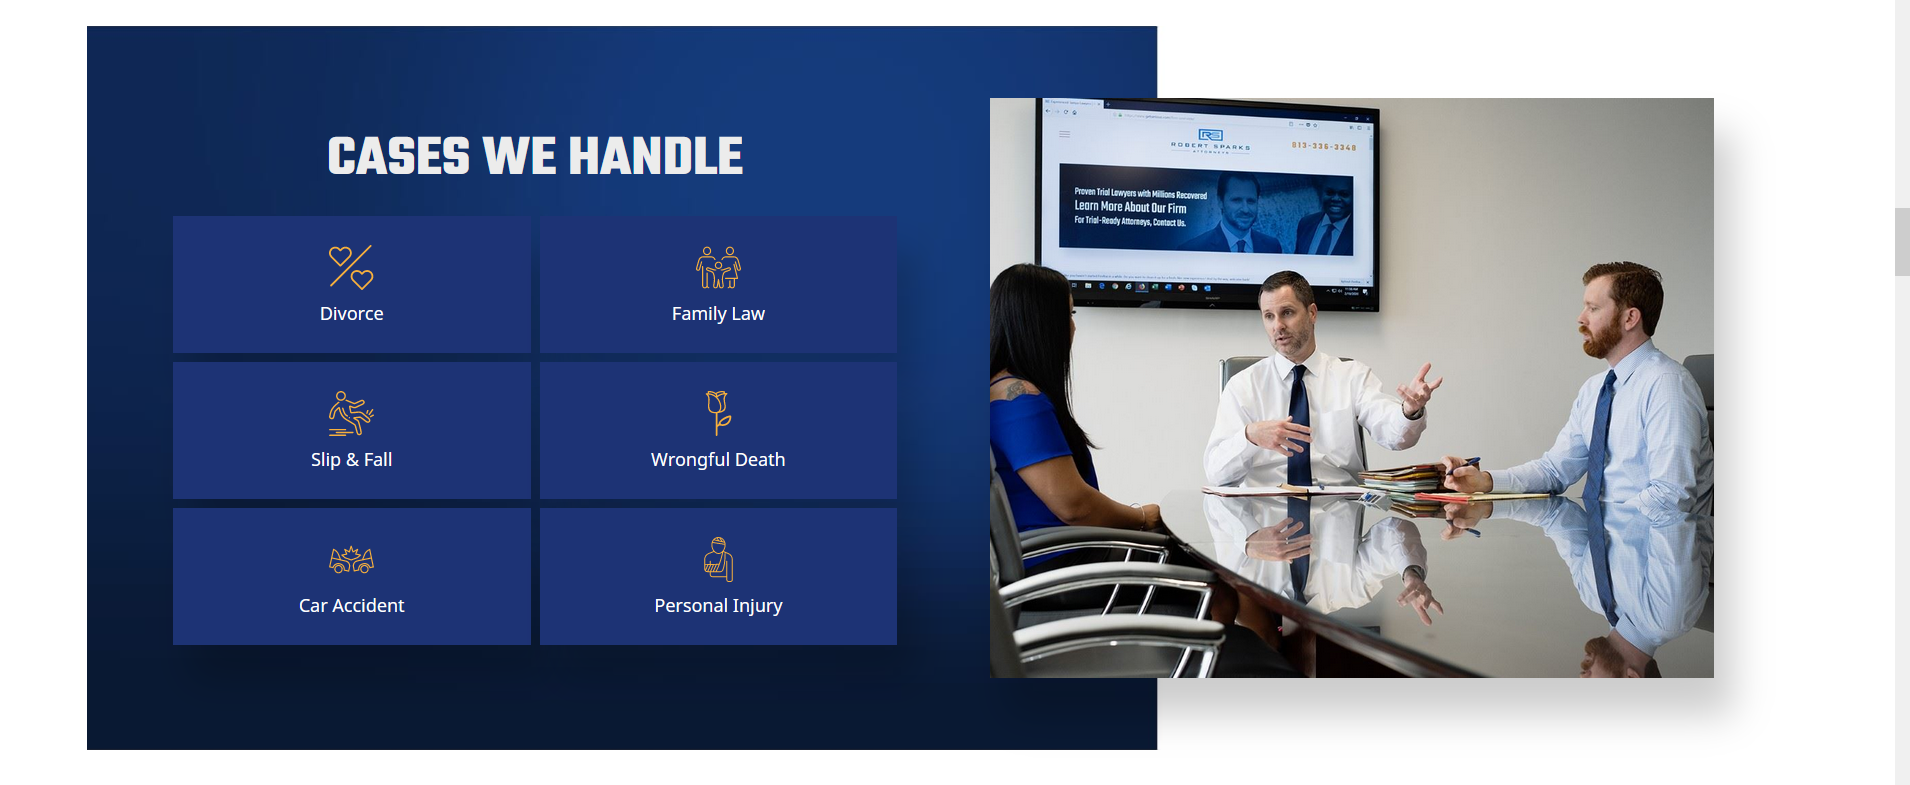 CASES WE HANDLE
Divorce
Family Law
Slip & Fall
Wrongful Death
Car Accident
Personal Injury
RS
ROBERT SPARKS
ATTORNEYS
813-336-3348
Proven Trial Lawyers with Millions Recovered
Learn More About Our Firm
For Trial-Ready Attorneys, Contact Us.